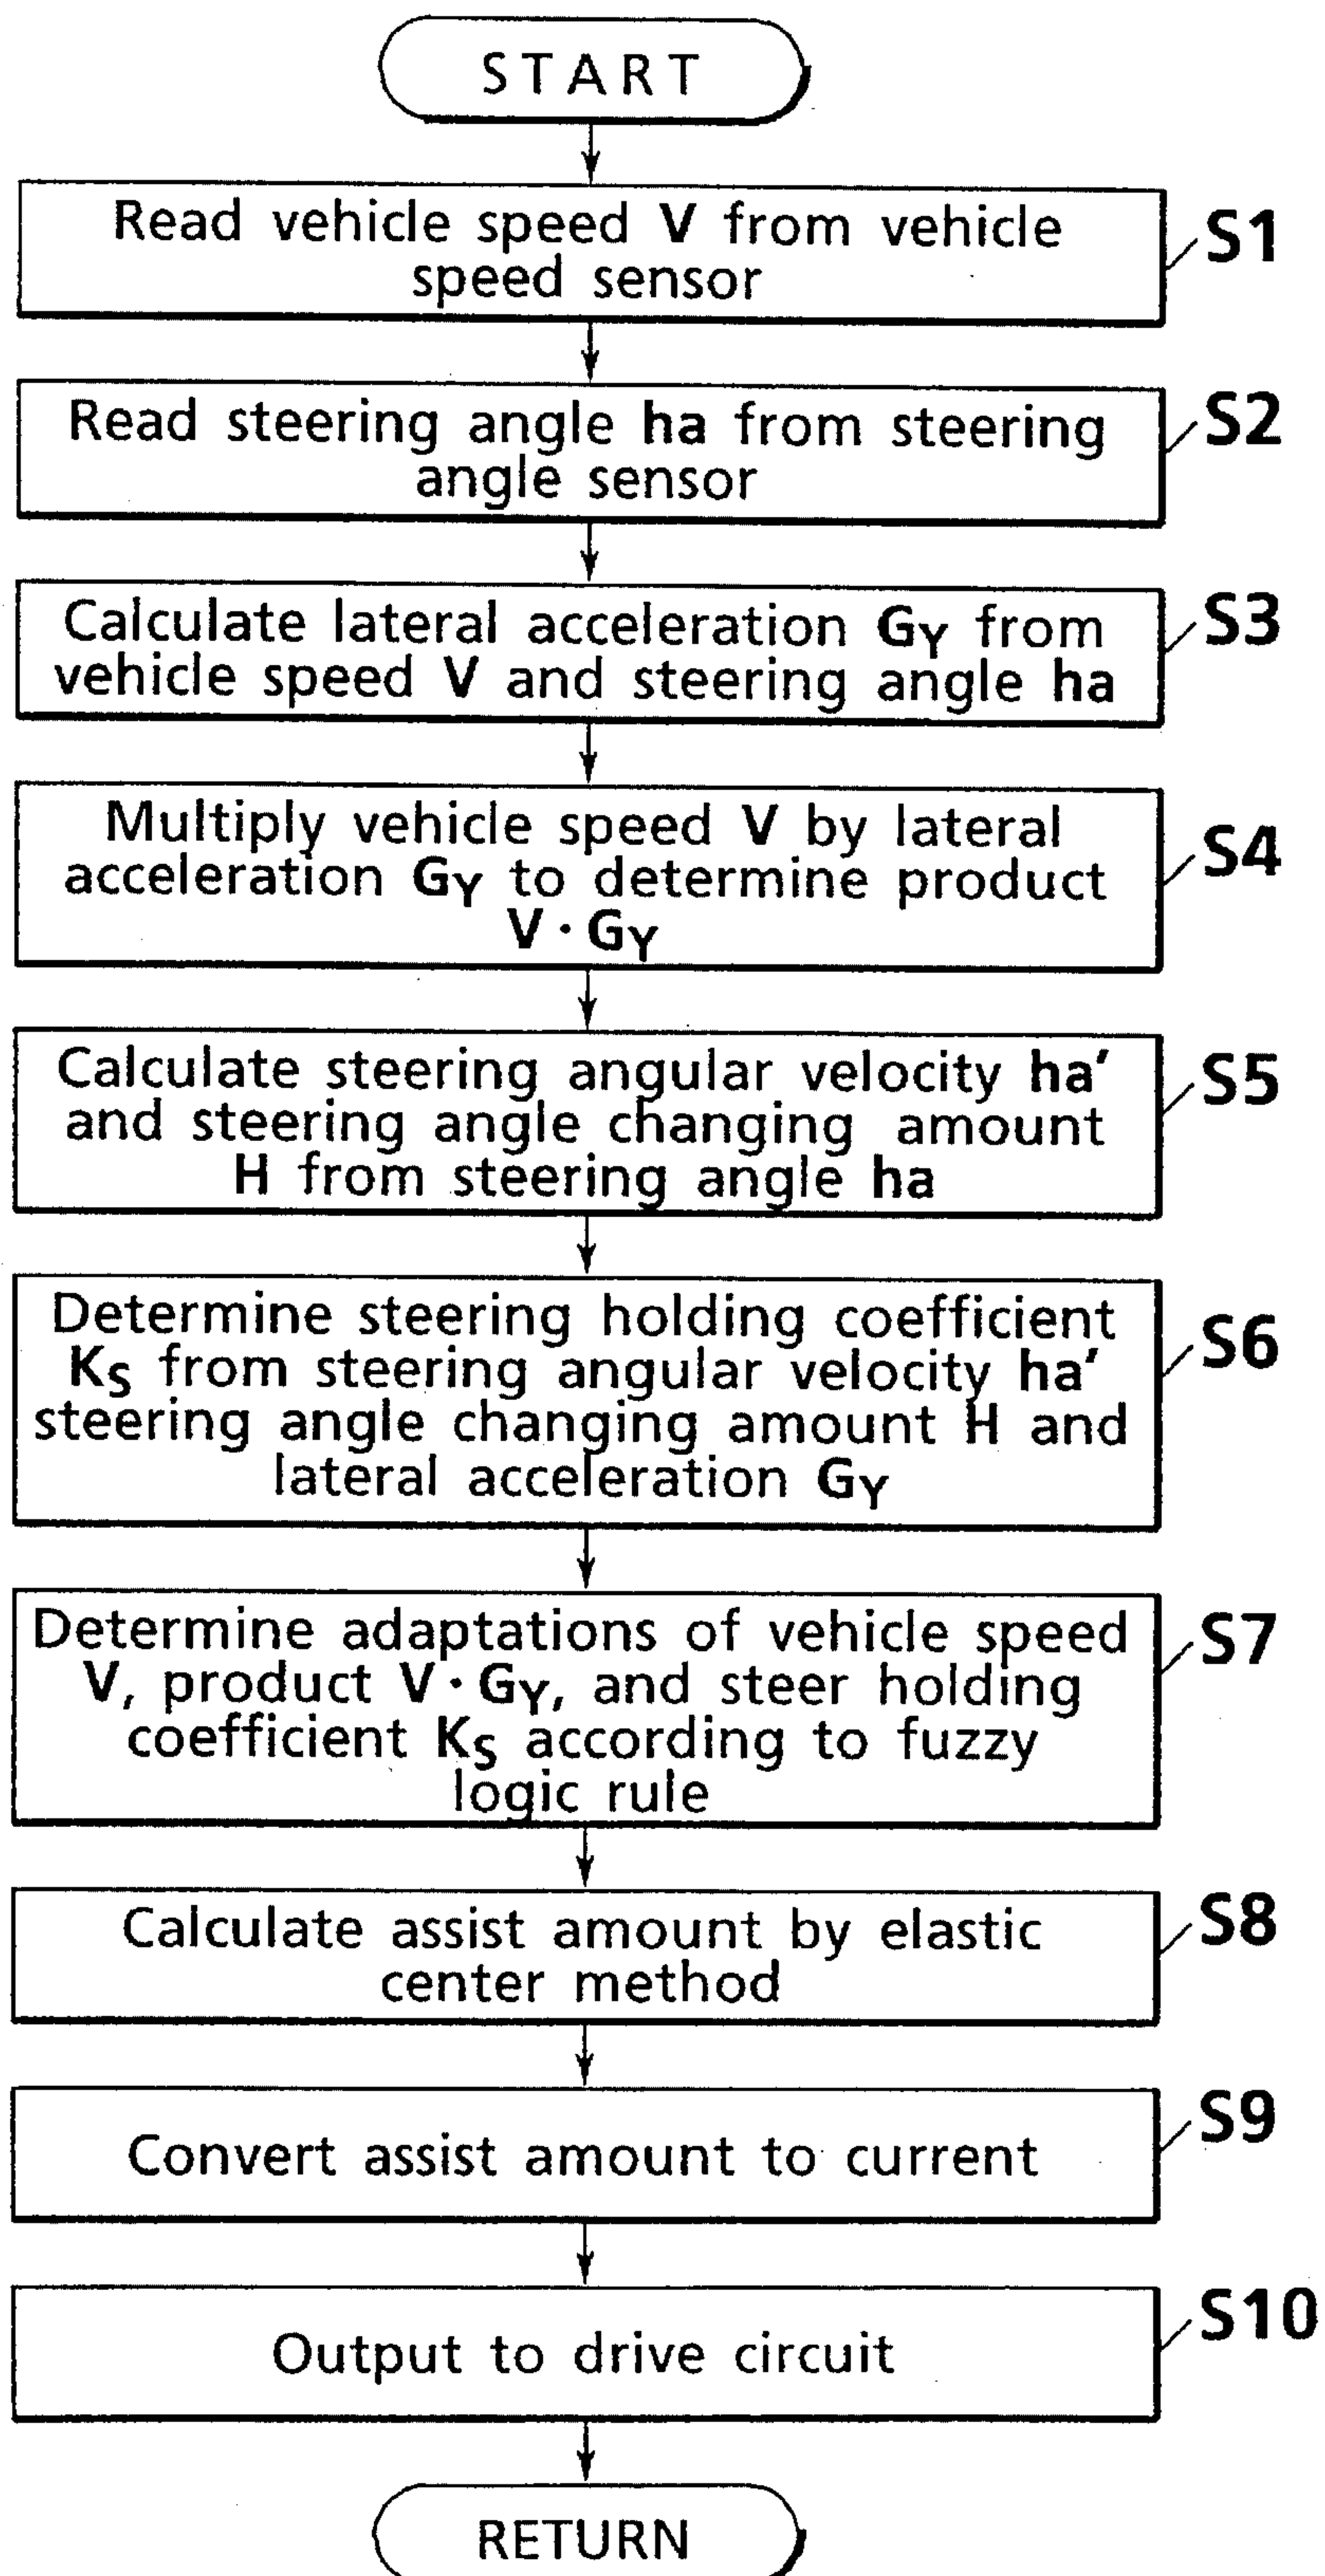 START
Read vehicle speed V from vehicle
speed sensor
S1
Read steering angle ha from steering
angle sensor
S2
Calculate lateral acceleration GY from
vehicle speed V and steering angle ha
S3
Multiply vehicle speed V by lateral
acceleration GY to determine product
V · GY
S4
Calculate steering angular velocity ha'
and steering angle changing amount
H from steering angle ha
S5
Determine steering holding coefficient
KS from steering angular velocity ha'
steering angle changing amount H and
lateral acceleration GY
S6
Determine adaptations of vehicle speed
V, product V · GY, and steer holding
coefficient KS according to fuzzy
logic rule
S7
Calculate assist amount by elastic
center method
S8
Convert assist amount to current
S9
Output to drive circuit
S10
RETURN